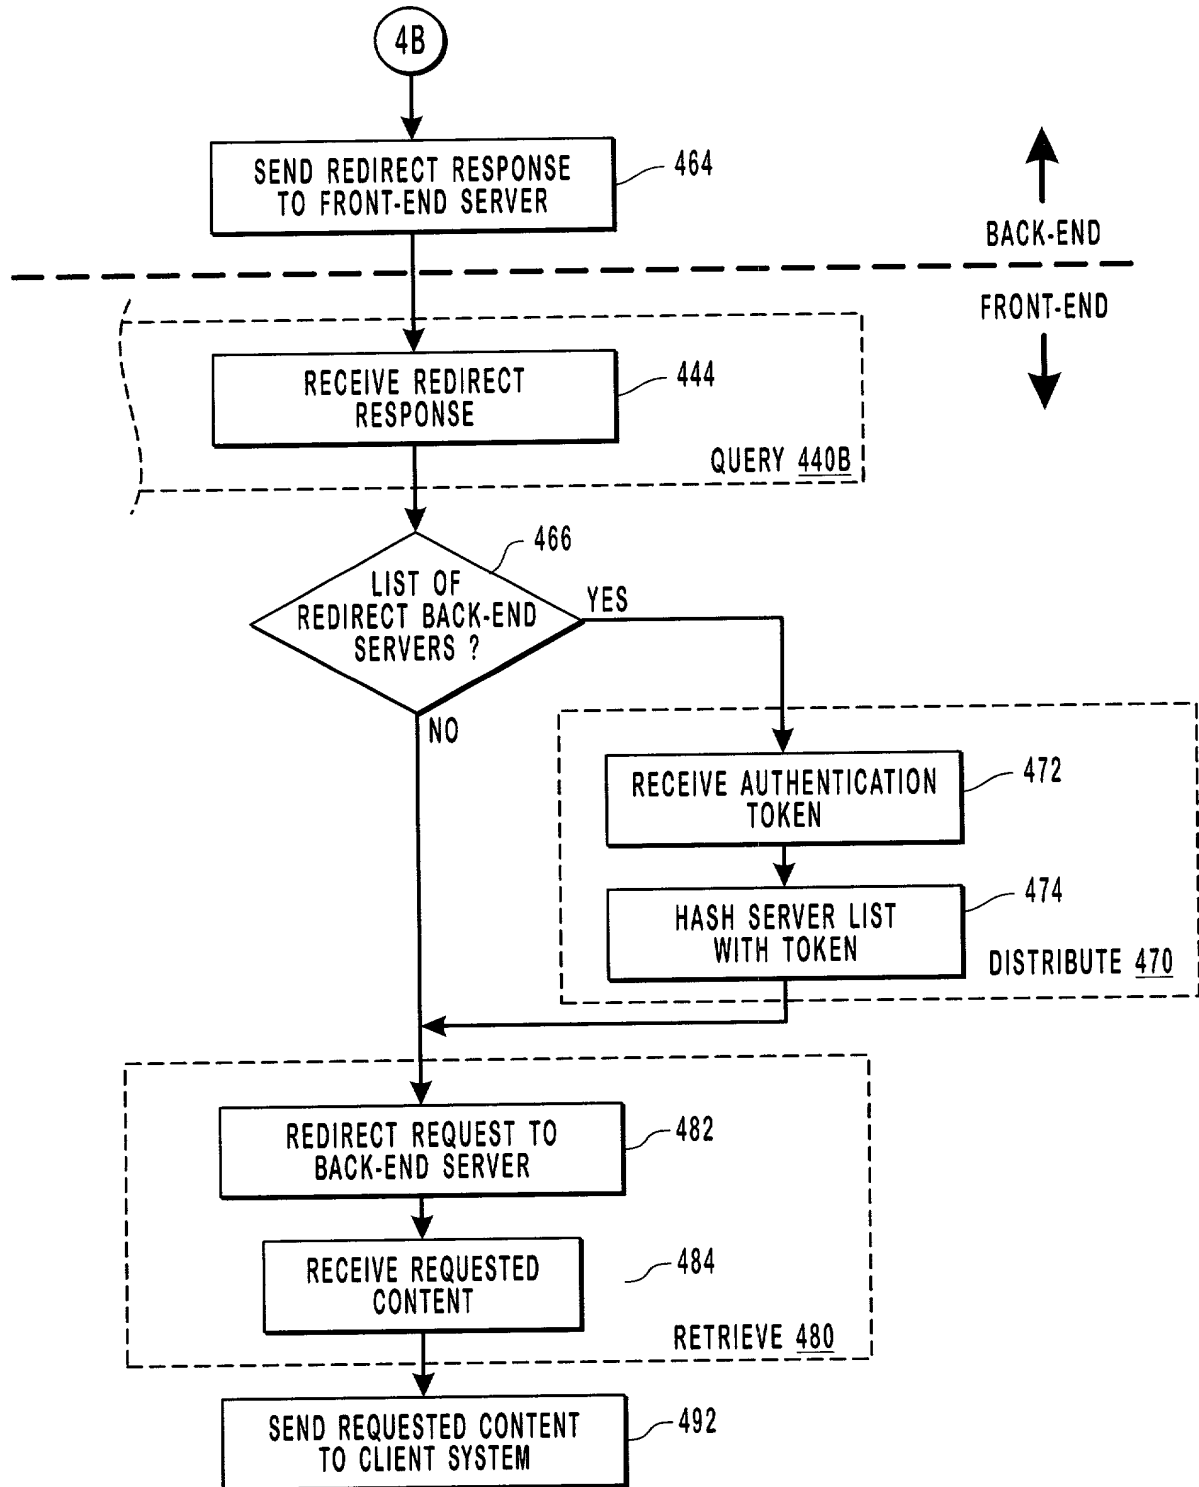 4B
SEND REDIRECT RESPONSE
TO FRONT-END SERVER
464
BACK-END
FRONT-END
RECEIVE REDIRECT
RESPONSE
444
QUERY 440B
466
LIST OF
REDIRECT BACK-END
SERVERS ?
YES
NO
RECEIVE AUTHENTICATION
TOKEN
472
HASH SERVER LIST
WITH TOKEN
474
DISTRIBUTE 470
REDIRECT REQUEST TO
BACK-END SERVER
482
RECEIVE REQUESTED
CONTENT
484
RETRIEVE 480
SEND REQUESTED CONTENT
TO CLIENT SYSTEM
492